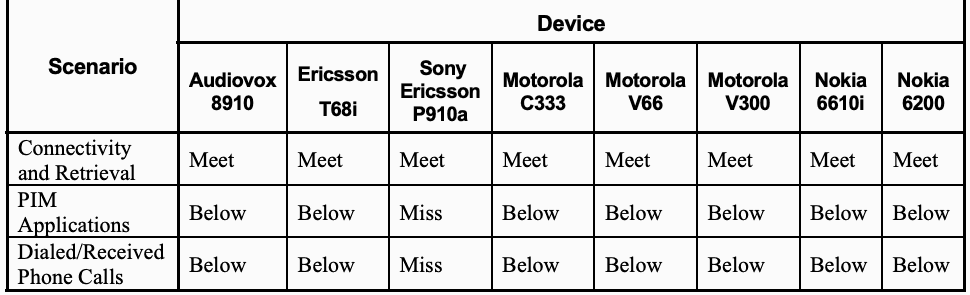 Device
Scenario
Audiovox 8910
Ericsson T68i
Sony Ericsson P910a
Motorola C333
Motorola V66
Motorola V300
Nokia 6610i
Nokia 6200
Connectivity and Retrieval
Meet Meet Meet Meet Meet Meet Meet Meet
PIM Applications
Below Below Miss Below Below Below Below Below
Dialed/Received Phone Calls
Below Below Miss Below Below Below Below Below